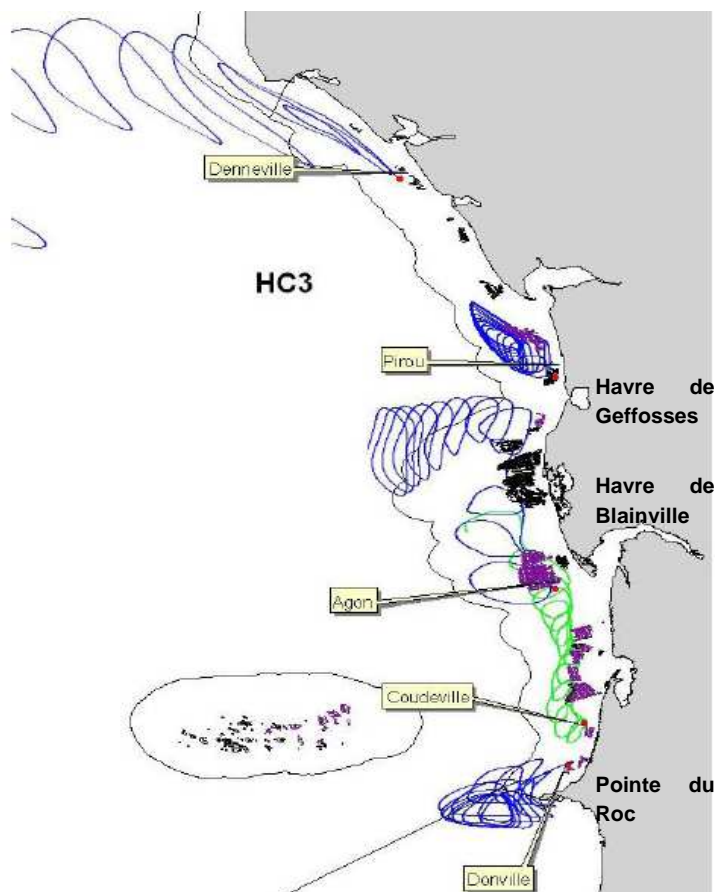 Denneville
HC3
Pirou
Havre de
Geffosses
Havre de
Blainville
Agon
Coudeville
Pointe du
Roc
Donville